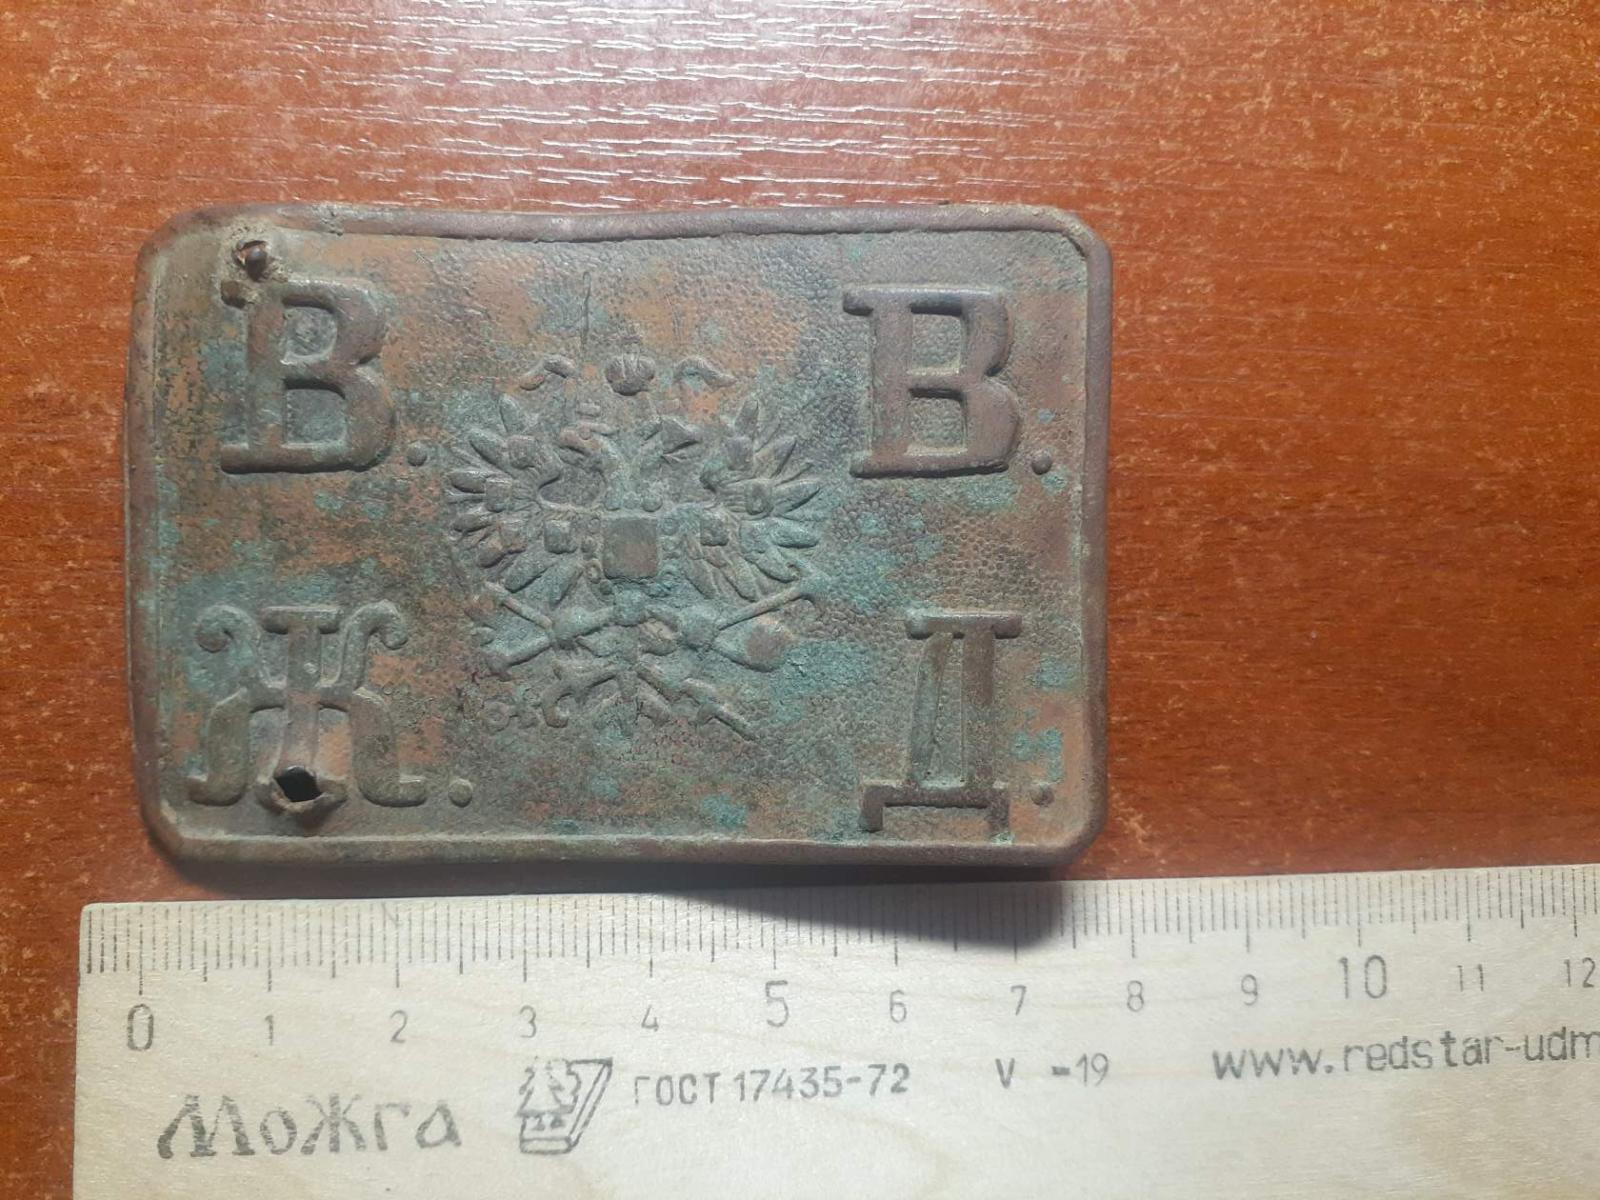 В. В.
Ж. Д.
0 1 2 3 4 5 6 7 8 9 10 11 12
Можга ГОСТ 17435-72 V -19 www.redstar-udm